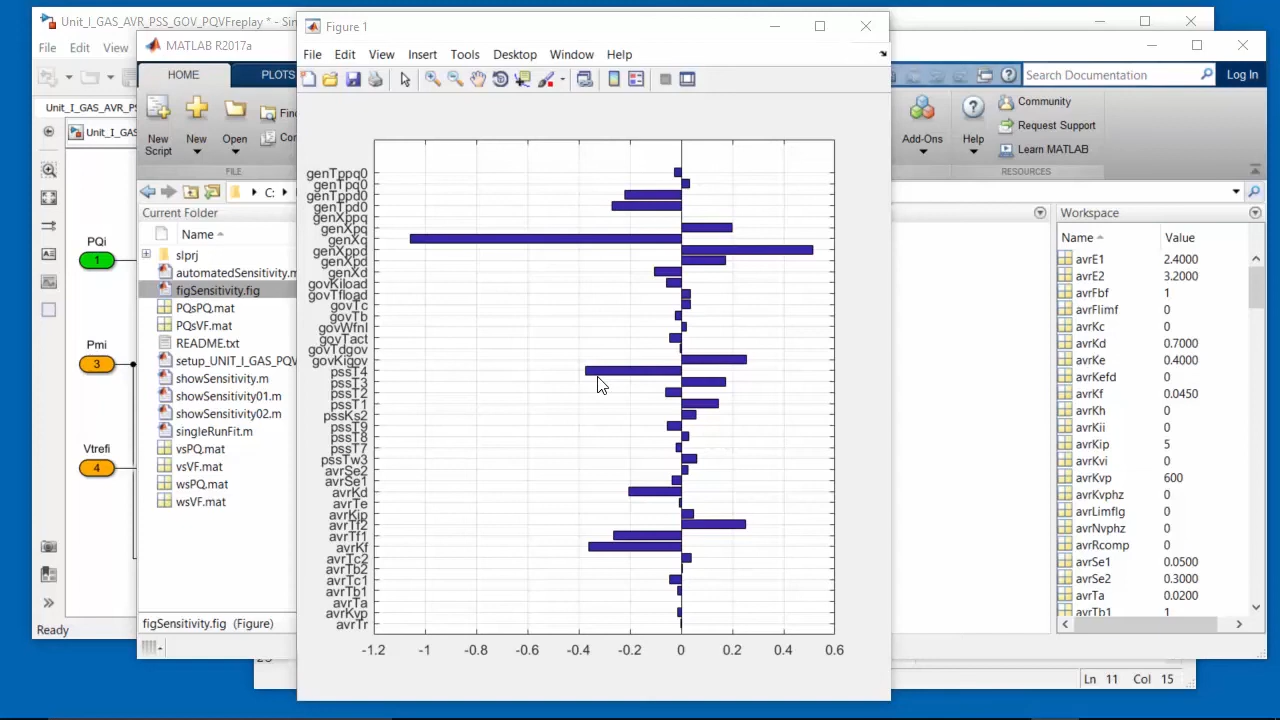 Unit_I_GAS_AVR_PSS_GOV_PQVFreplay * - Sim
File Edit View
Unit_I_GAS_AVR_PS
Unit_I_GAS
PQi
1
Pmi
3
Vtrefi
4
Ready
MATLAB R2017a
HOME PLOTS
New Script
New
Open
FILE
Search Documentation
Log In
Add-Ons
Help
Community
Request Support
Learn MATLAB
RESOURCES
C:
Current Folder
Name
slprj
automatedSensitivity.m
figSensitivity.fig
PQsPQ.mat
PQsVF.mat
README.txt
setup_UNIT_I_GAS_PQV
showSensitivity.m
showSensitivity01.m
showSensitivity02.m
singleRunFit.m
vsPQ.mat
vsVF.mat
wsPQ.mat
wsVF.mat
figSensitivity.fig (Figure)
Figure 1
File Edit View Insert Tools Desktop Window Help
genTppq0
genTpq0
genTppd0
genTpd0
genXppq
genXpq
genXq
genXppd
genXpd
genXd
govKiload
govTfload
govTc
govTb
govWfnl
govTact
govTdgov
govKigov
pssT4
pssT3
pssT2
pssT1
pssKs2
pssT9
pssT8
pssT7
pssTw3
avrSe2
avrSe1
avrKd
avrTe
avrKip
avrTf2
avrTf1
avrKf
avrTc2
avrTb2
avrTc1
avrTb1
avrTa
avrKvp
avrTr
-1.2 -1 -0.8 -0.6 -0.4 -0.2 0 0.2 0.4 0.6
Workspace
Name Value
avrE1 2.4000
avrE2 3.2000
avrFbf 1
avrFlimf 0
avrKc 0
avrKd 0.7000
avrKe 0.4000
avrKefd 0
avrKf 0.0450
avrKh 0
avrKii 0
avrKip 5
avrKvi 0
avrKvp 600
avrKvphz 0
avrLimflg 0
avrNvphz 0
avrRcomp 0
avrSe1 0.0500
avrSe2 0.3000
avrTa 0.0200
avrTb1 1
Ln 11 Col 15